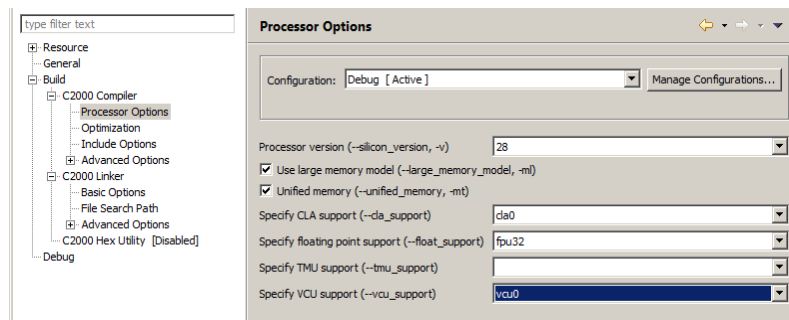 type filter text
Resource
General
Build
C2000 Compiler
Processor Options
Optimization
Include Options
Advanced Options
C2000 Linker
Basic Options
File Search Path
Advanced Options
C2000 Hex Utility [Disabled]
Debug
Processor Options
Configuration: Debug [ Active ] Manage Configurations...
Processor version (--silicon_version, -v) 28
Use large memory model (--large_memory_model, -ml)
Unified memory (--unified_memory, -mt)
Specify CLA support (--cla_support) cla0
Specify floating point support (--float_support) fpu32
Specify TMU support (--tmu_support)
Specify VCU support (--vcu_support) vcu0